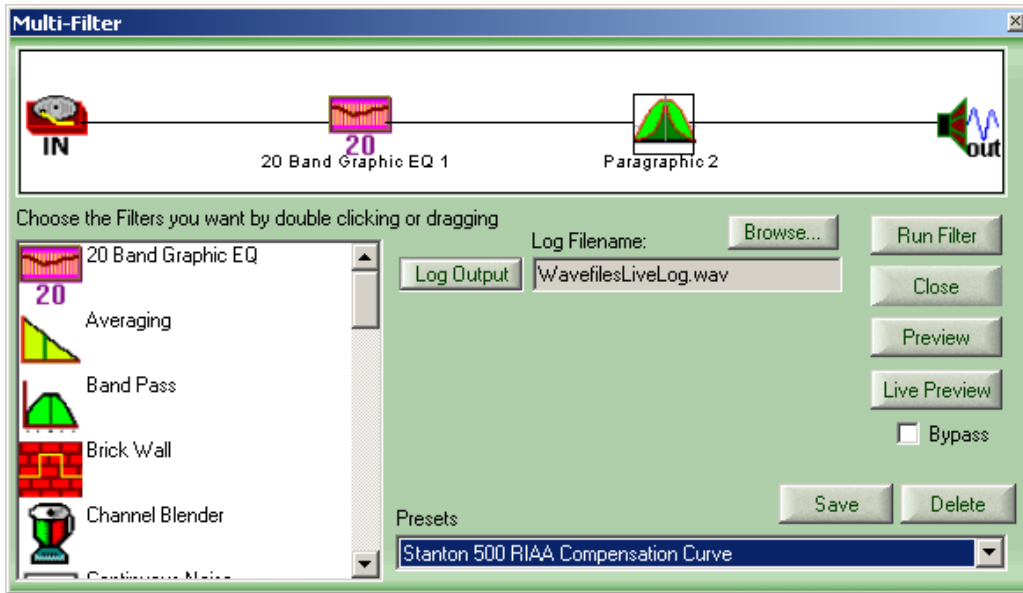 Multi-Filter
IN
20
20 Band Graphic EQ 1
Paragraphic 2
out
Choose the Filters you want by double clicking or dragging
20 Band Graphic EQ
20
Averaging
Band Pass
Brick Wall
Channel Blender
Log Output
Log Filename:
WavefilesLiveLog.wav
Browse...
Run Filter
Close
Preview
Live Preview
Bypass
Save
Delete
Presets
Stanton 500 RIAA Compensation Curve